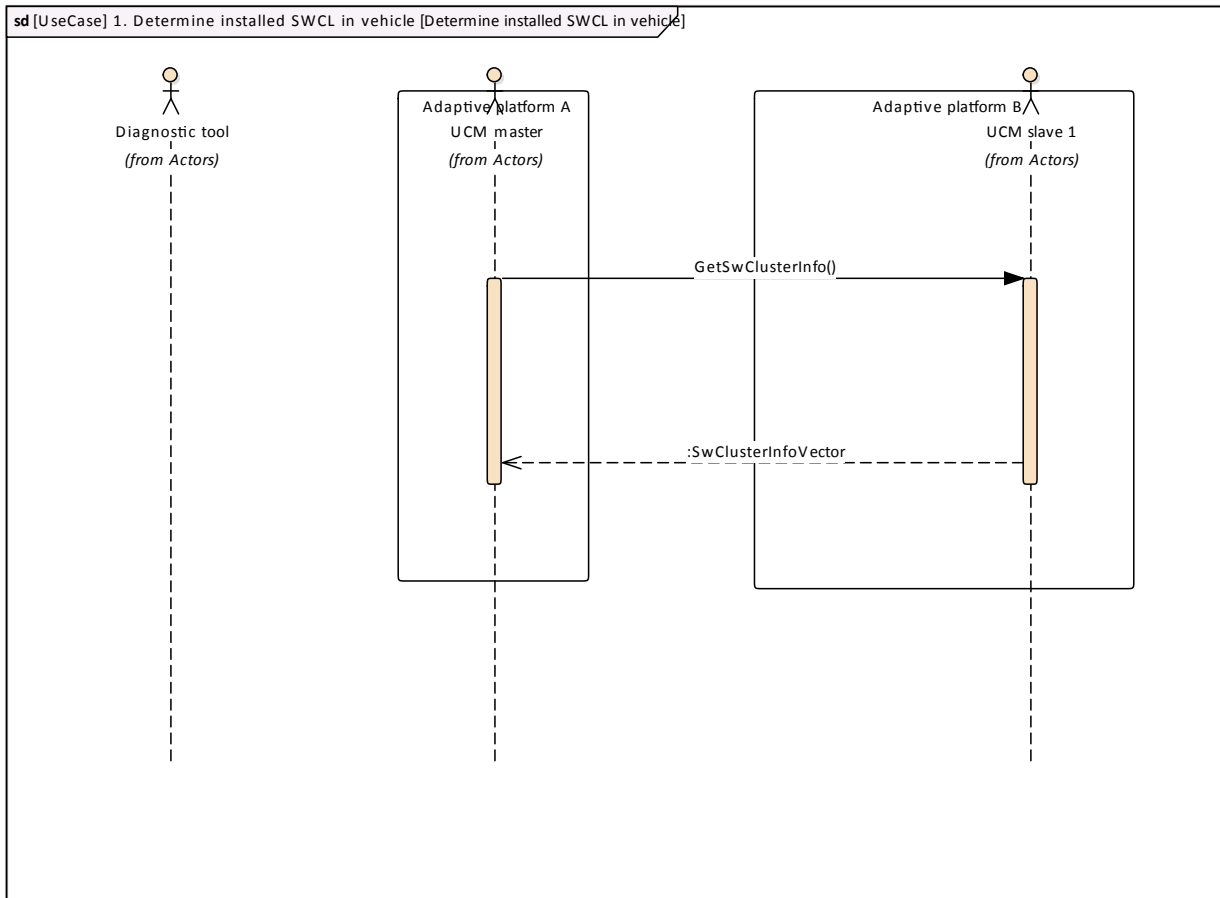 sd [UseCase] 1. Determine installed SWCL in vehicle [Determine installed SWCL in vehicle]
Adaptive platform A
Adaptive platform B
Diagnostic tool
(from Actors)
UCM master
(from Actors)
UCM slave 1
(from Actors)
GetSwClusterInfo()
:SwClusterInfoVector